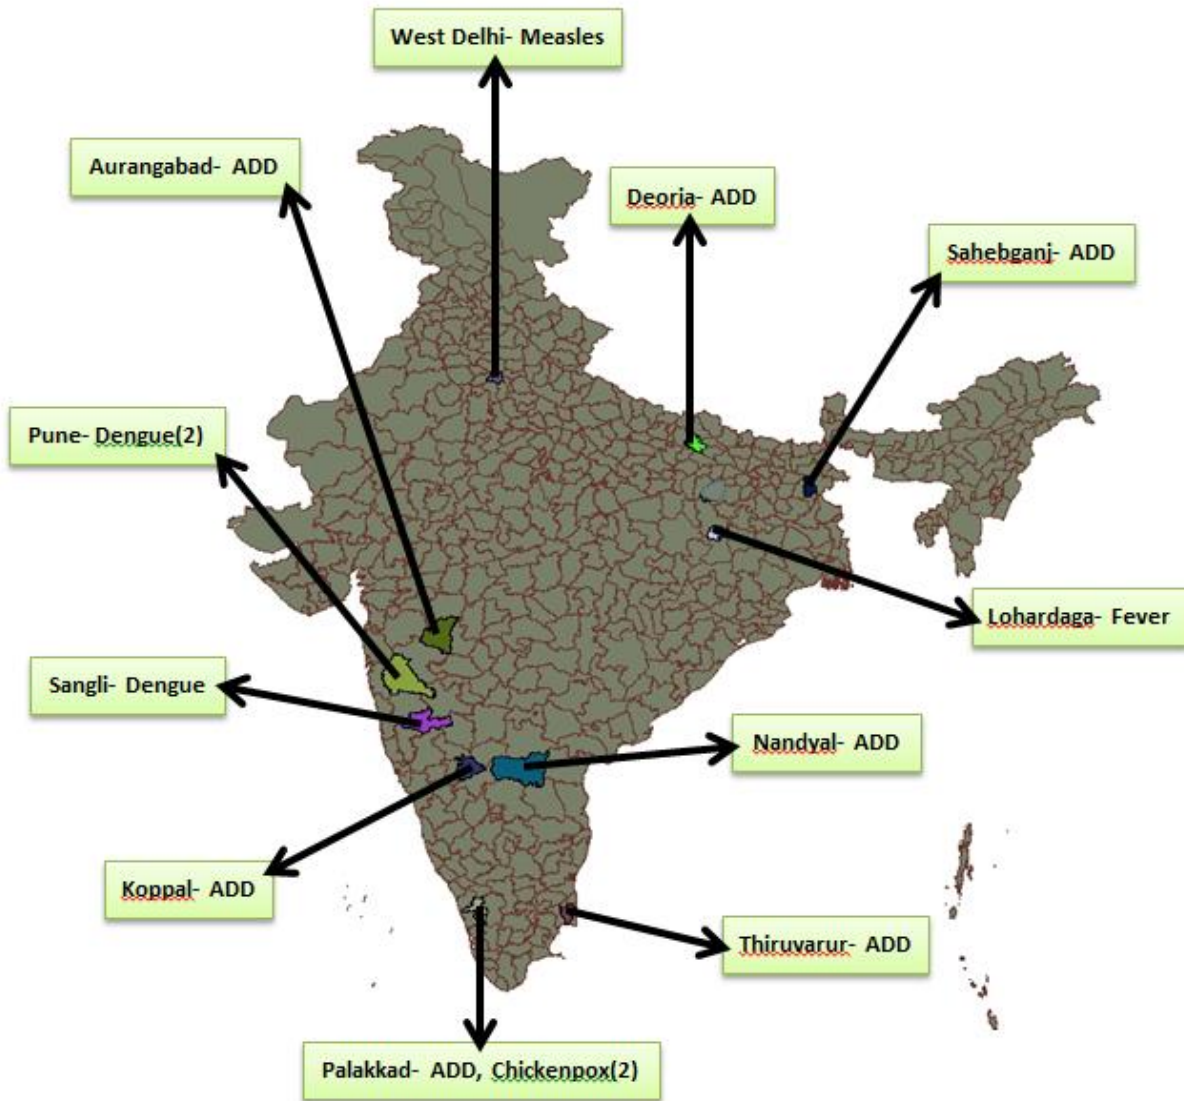 West Delhi- Measles
Aurangabad- ADD
Deoria- ADD
Sahebganj- ADD
Pune- Dengue(2)
Lohardaga- Fever
Sangli- Dengue
Nandyal- ADD
Koppal- ADD
Thiruvarur- ADD
Palakkad- ADD, Chickenpox(2)